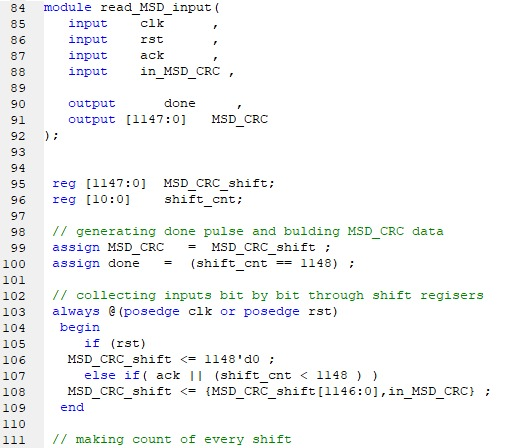 84 module read_MSD_input(
85 input clk ,
86 input rst ,
87 input ack ,
88 input in_MSD_CRC ,
89
90 output done ,
91 output [1147:0] MSD_CRC
92 );
93
94
95 reg [1147:0] MSD_CRC_shift;
96 reg [10:0] shift_cnt;
97
98 // generating done pulse and bulding MSD_CRC data
99 assign MSD_CRC = MSD_CRC_shift ;
100 assign done = (shift_cnt == 1148) ;
101
102 // collecting inputs bit by bit through shift regisers
103 always @(posedge clk or posedge rst)
104 begin
105 if (rst)
106 MSD_CRC_shift <= 1148'd0 ;
107 else if( ack || (shift_cnt < 1148 ) )
108 MSD_CRC_shift <= {MSD_CRC_shift[1146:0],in_MSD_CRC} ;
109 end
110
111 // making count of every shift